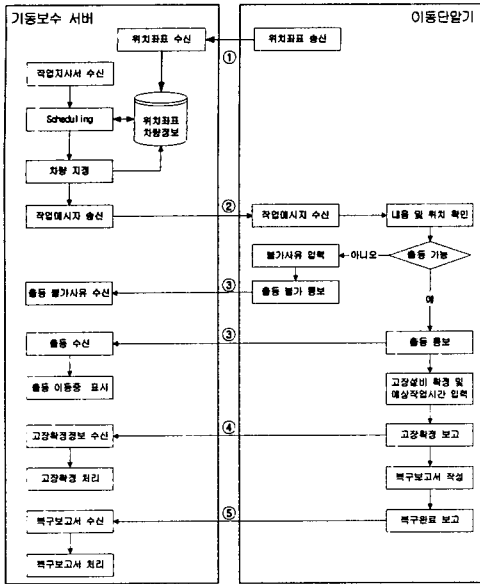 기동보수 서버
이동단말기
위치좌표 수신
위치좌표 송신
①
작업지시서 수신
Scheduling
위치좌표
차량정보
차량 지정
작업메시지 송신
②
작업메시지 수신
내용 및 위치 확인
불가사유 입력
아니오
출동 가능
출동 불가사유 수신
③
출동 불가 통보
예
출동 수신
③
출동 통보
출동 이동중 표시
고장설비 확정 및
예상작업시간 입력
고장확정정보 수신
④
고장확정 보고
고장확정 처리
복구보고서 작성
복구보고서 수신
⑤
복구완료 보고
복구보고서 처리